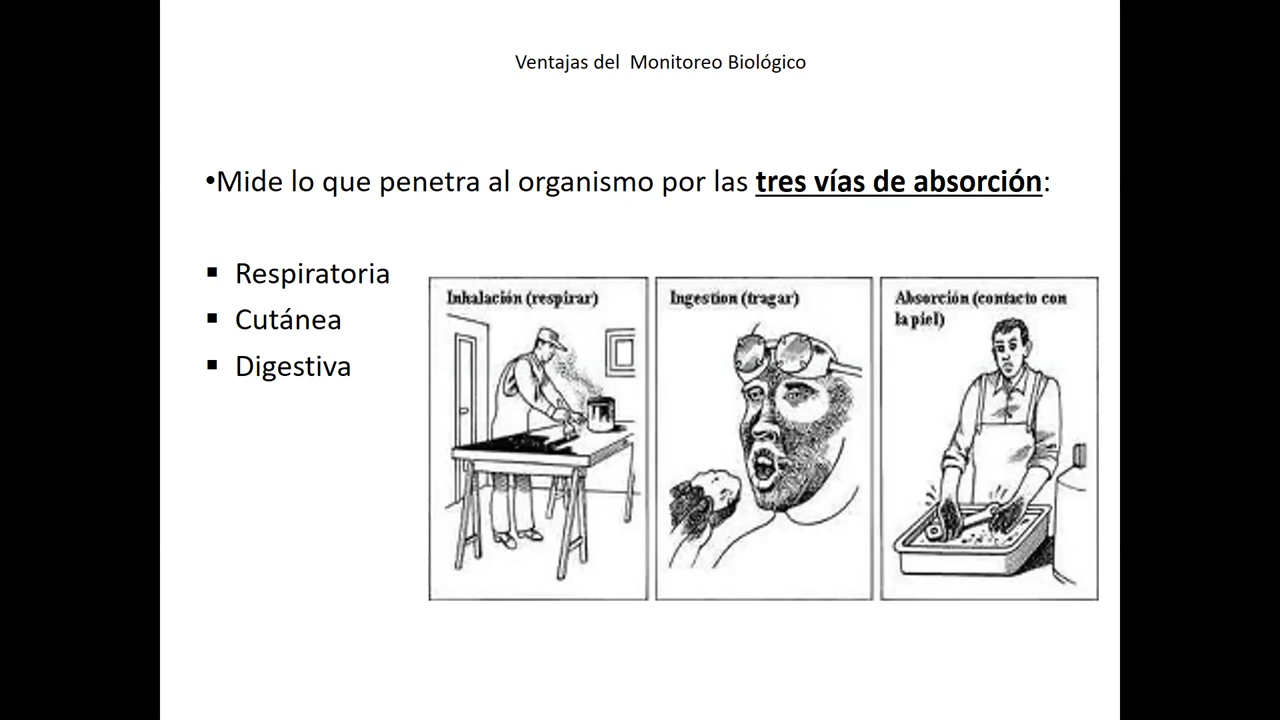 Ventajas del  Monitoreo Biológico
•Mide lo que penetra al organismo por las tres vías de absorción:
▪ Respiratoria
▪ Cutánea
▪ Digestiva
Inhalación (respirar)
Ingestion (tragar)
Absorción (contacto con
la piel)